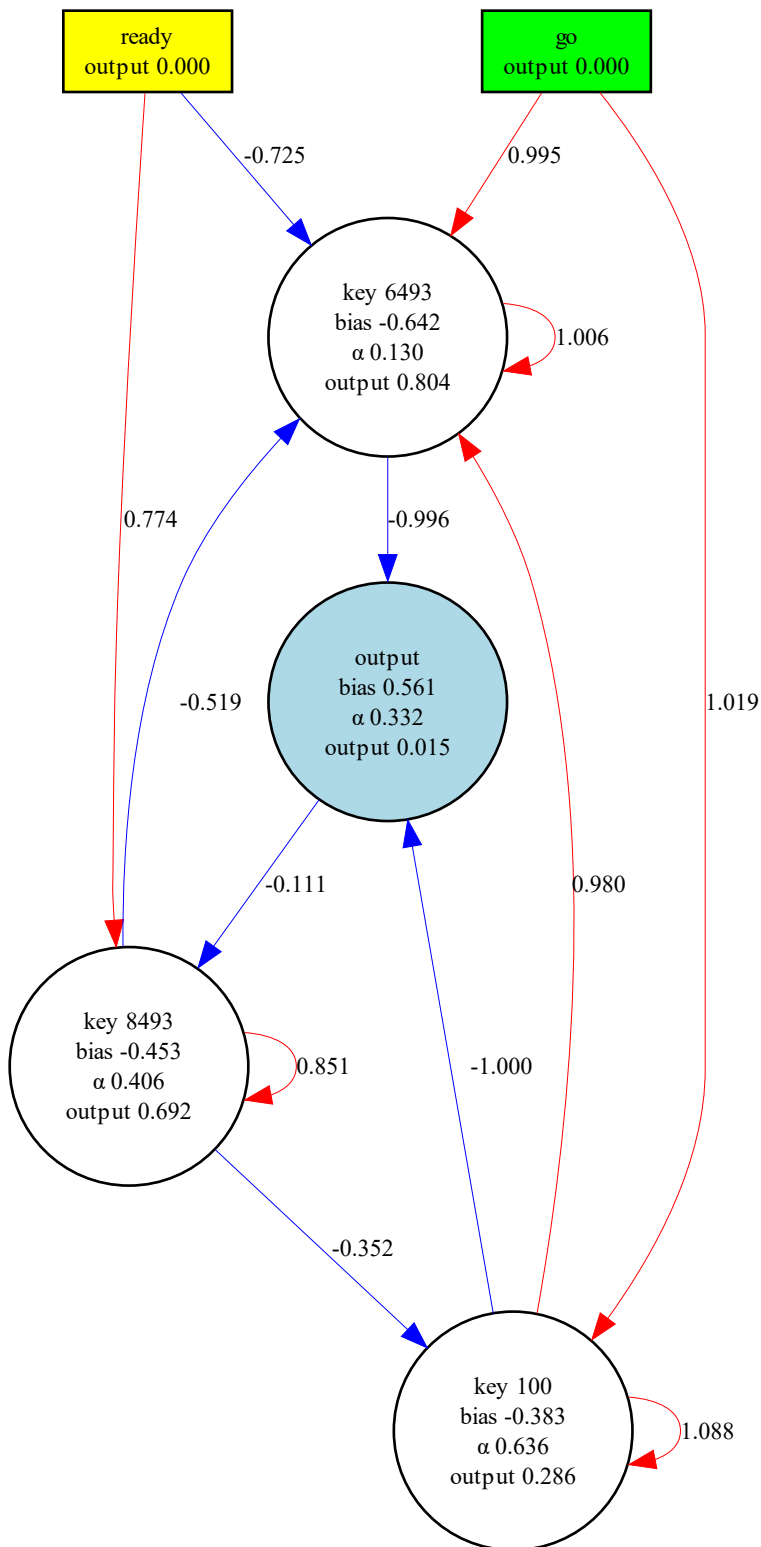 ready
output 0.000
go
output 0.000
-0.725
0.995
key 6493
bias -0.642
α 0.130
output 0.804
1.006
0.774
-0.996
output
bias 0.561
α 0.332
output 0.015
-0.519
1.019
-0.111
0.980
key 8493
bias -0.453
α 0.406
output 0.692
0.851
-1.000
-0.352
key 100
bias -0.383
α 0.636
output 0.286
1.088